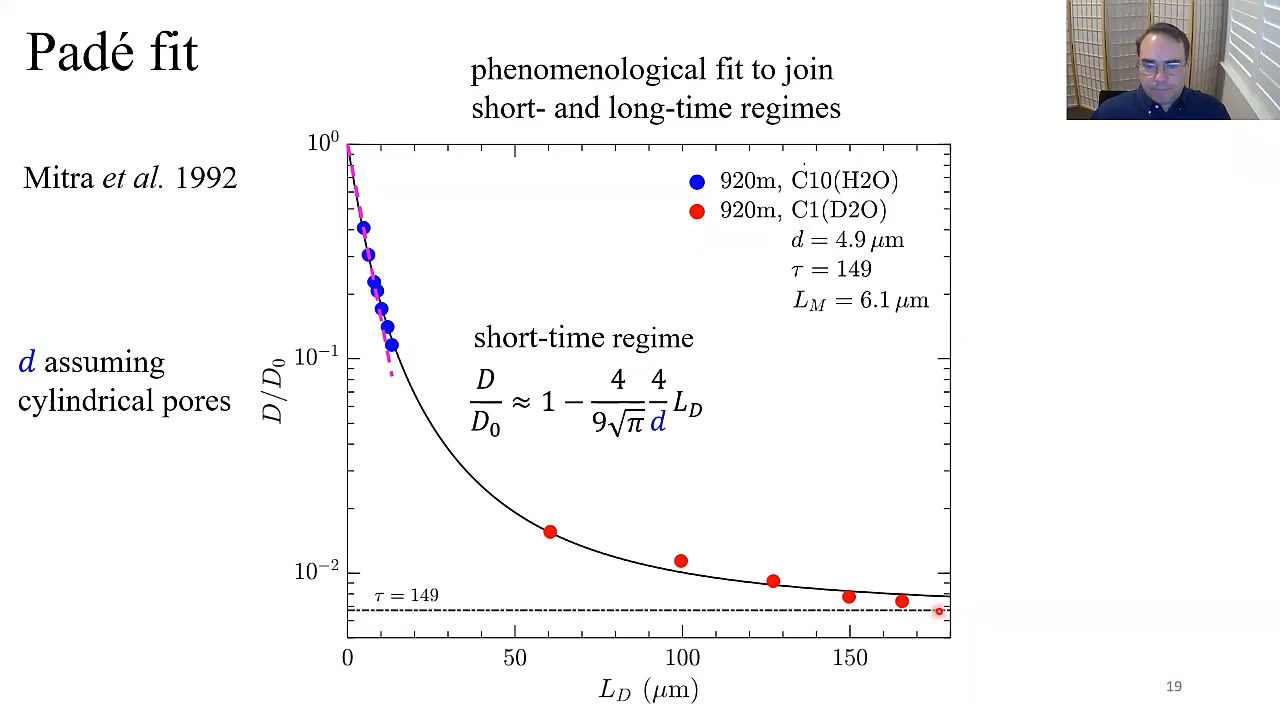 Padé fit
phenomenological fit to join
short- and long-time regimes
Mitra et al. 1992
d assuming
cylindrical pores
10^0
10^{-1}
10^{-2}
D/D_0
920m, C10(H2O)
920m, C1(D2O)
d = 4.9 μm
τ = 149
L_M = 6.1 μm
short-time regime
D/D_0 ≈ 1 − 4/(9√π) 4/d L_D
τ = 149
0 50 100 150
L_D (μm)
19